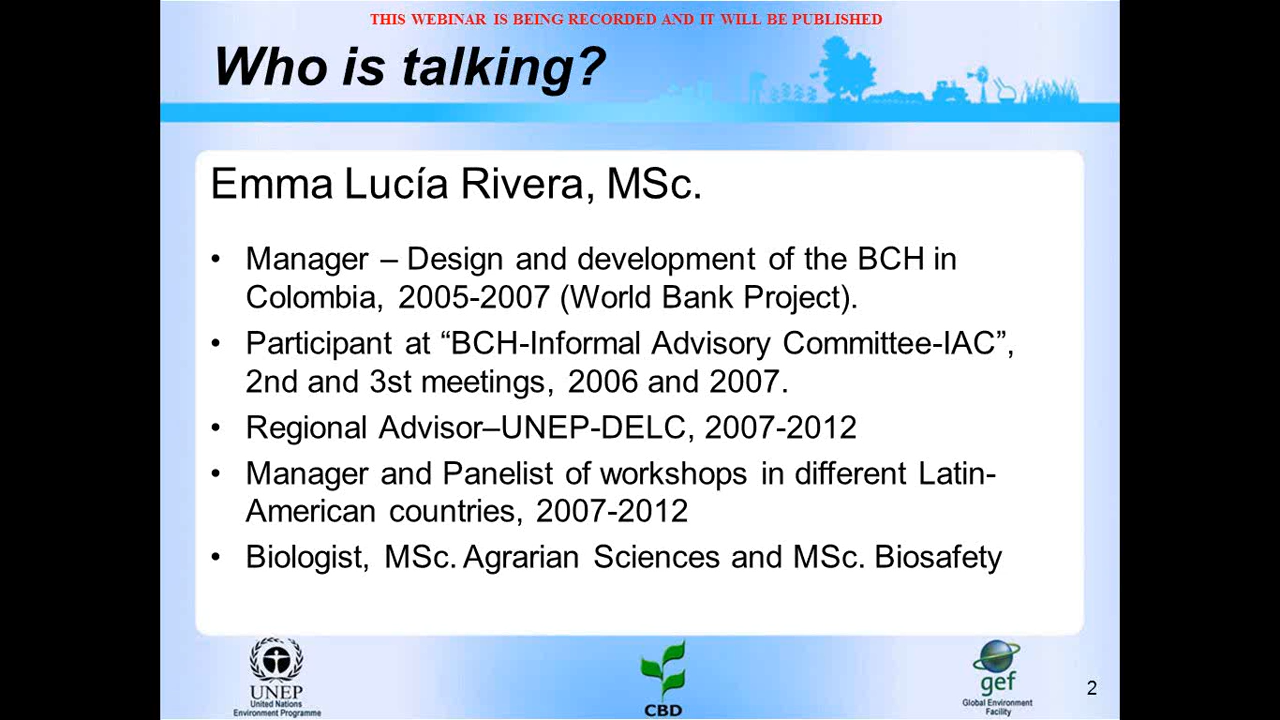 THIS WEBINAR IS BEING RECORDED AND IT WILL BE PUBLISHED
Who is talking?
Emma Lucía Rivera, MSc.
• Manager – Design and development of the BCH in
Colombia, 2005-2007 (World Bank Project).
• Participant at “BCH-Informal Advisory Committee-IAC”,
2nd and 3st meetings, 2006 and 2007.
• Regional Advisor–UNEP-DELC, 2007-2012
• Manager and Panelist of workshops in different Latin-
American countries, 2007-2012
• Biologist, MSc. Agrarian Sciences and MSc. Biosafety
UNEP
United Nations
Environment Programme
CBD
gef
Global Environment
Facility
2